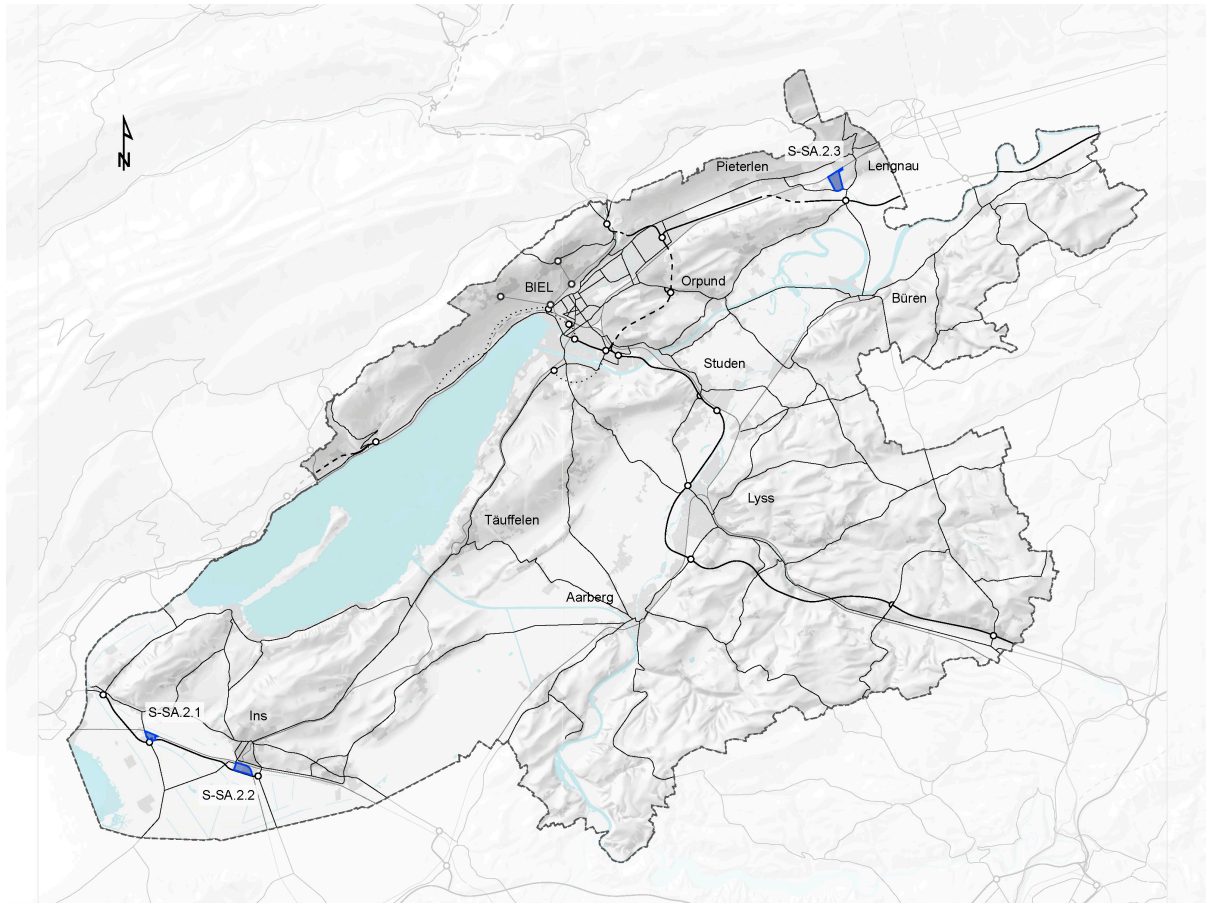 N
S-SA.2.3
Pieterlen
Lengnau
Orpund
BIEL
Büren
Studen
Lyss
Täuffelen
Aarberg
S-SA.2.1
Ins
S-SA.2.2